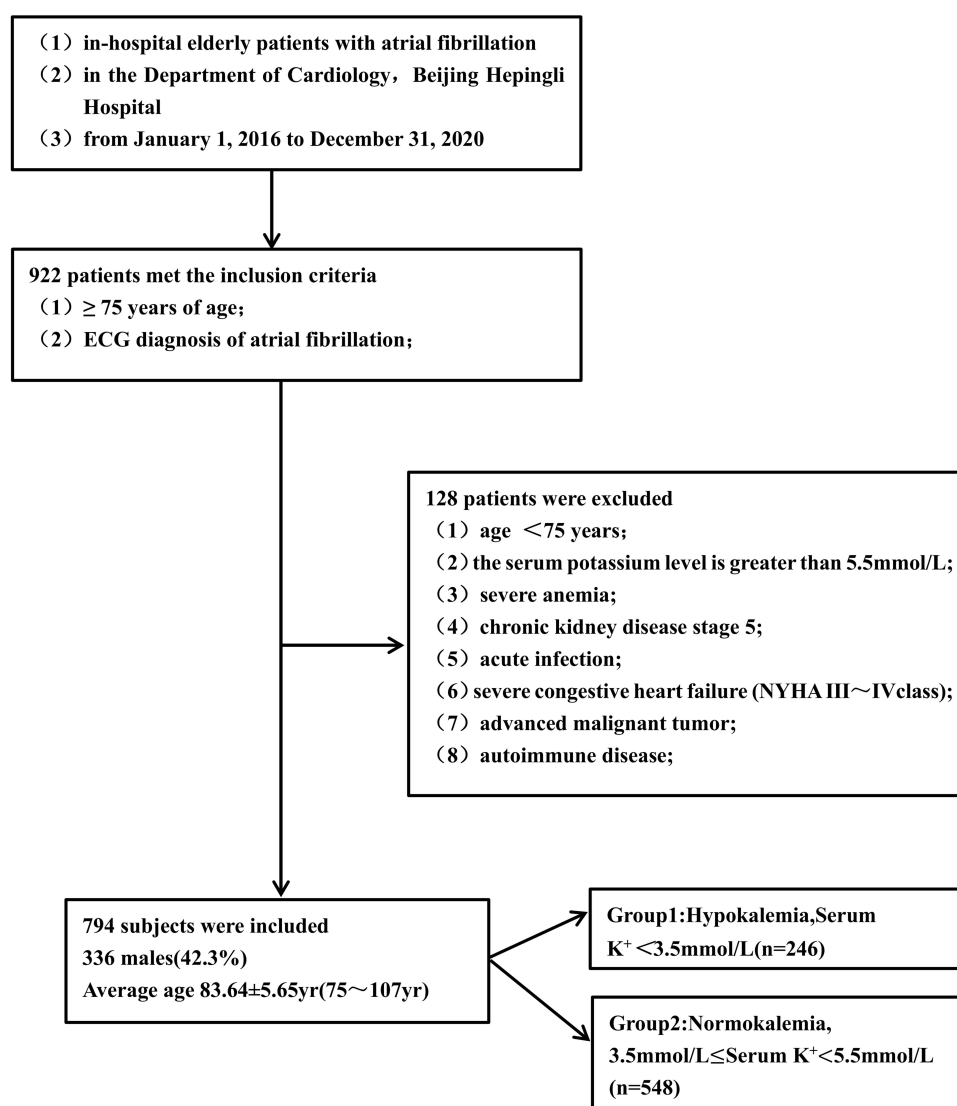 （1）in-hospital elderly patients with atrial fibrillation
（2）in the Department of Cardiology，Beijing Hepingli
Hospital
（3）from January 1, 2016 to December 31, 2020
922 patients met the inclusion criteria
（1）≥ 75 years of age；
（2）ECG diagnosis of atrial fibrillation；
128 patients were excluded
（1）age ＜75 years；
（2）the serum potassium level is greater than 5.5mmol/L;
（3）severe anemia;
（4）chronic kidney disease stage 5;
（5）acute infection;
（6）severe congestive heart failure (NYHA III～IVclass);
（7）advanced malignant tumor;
（8）autoimmune disease;
794 subjects were included
336 males(42.3%)
Average age 83.64±5.65yr(75～107yr)
Group1:Hypokalemia,Serum
K⁺＜3.5mmol/L(n=246)
Group2:Normokalemia,
3.5mmol/L≤Serum K⁺<5.5mmol/L
(n=548)